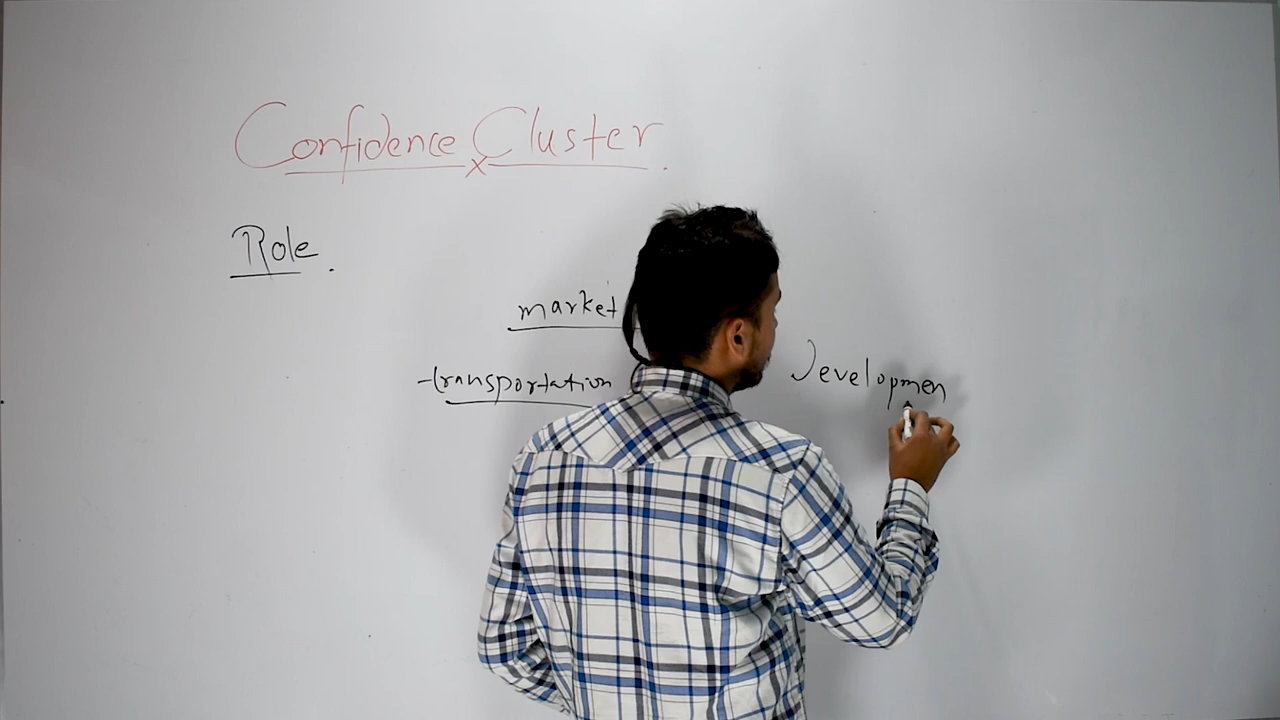 Confidence Cluster.
Role.
market
transportation
Developmen